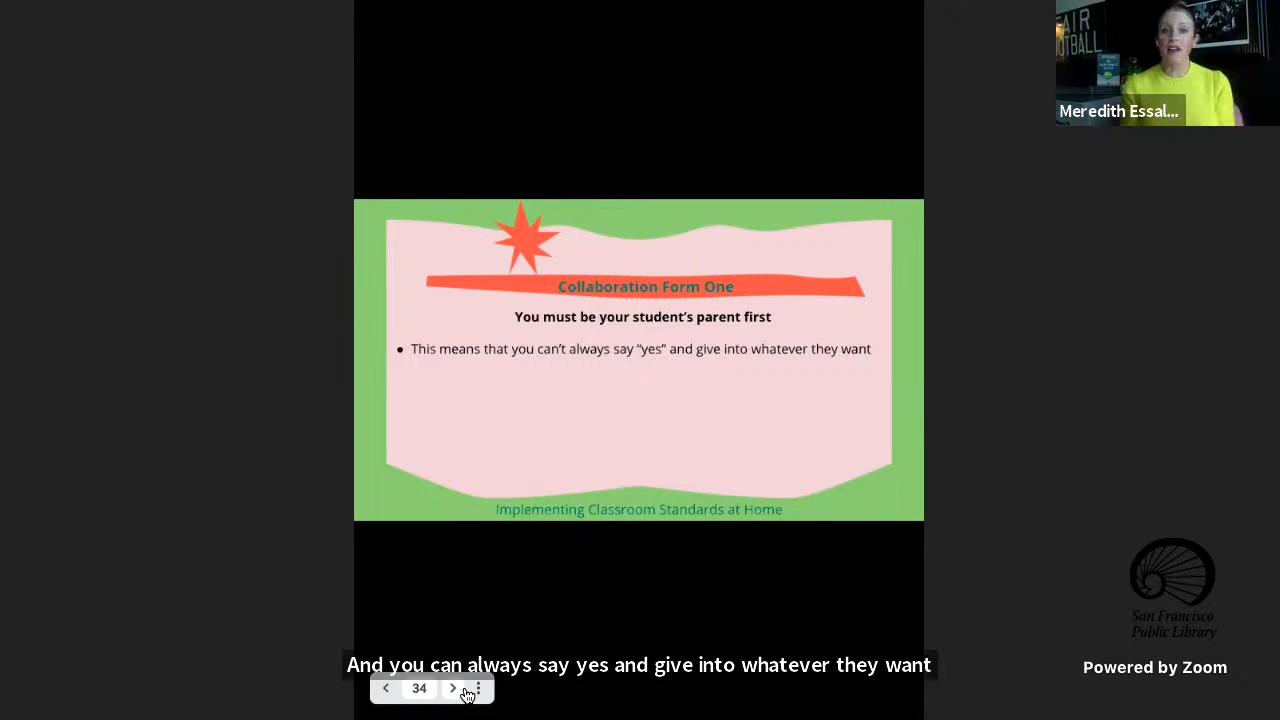 AIR
OTBALL
Meredith Essal...
Collaboration Form One
You must be your student’s parent first
• This means that you can’t always say “yes” and give into whatever they want
Implementing Classroom Standards at Home
San Francisco
Public Library
And you can always say yes and give into whatever they want
Powered by Zoom
34